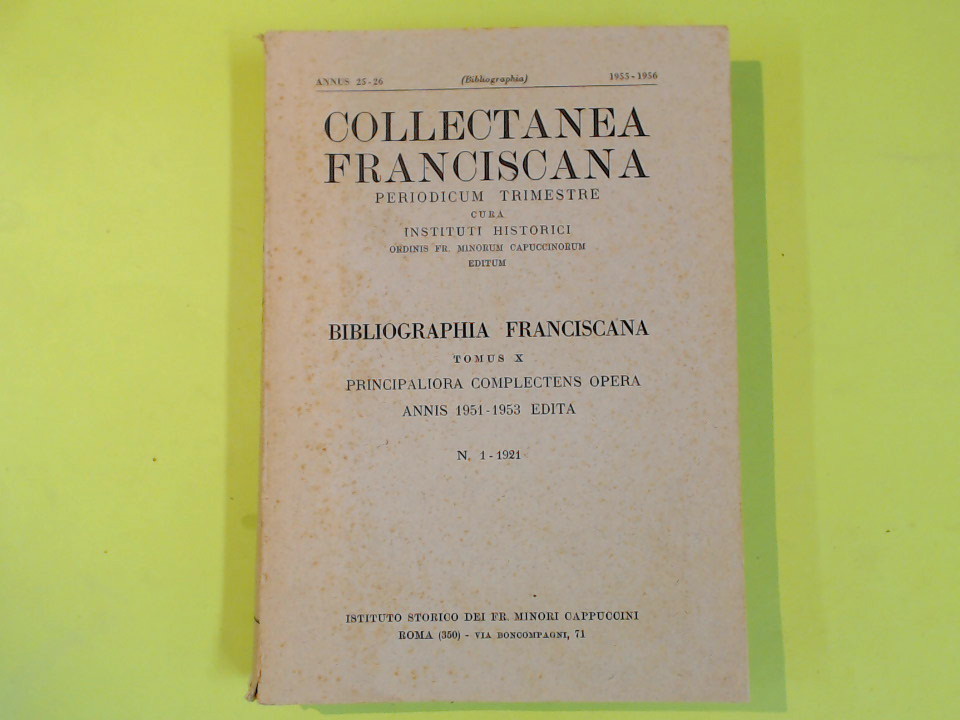 ANNUS 25-26 (Bibliographia) 1955-1956
COLLECTANEA
FRANCISCANA
PERIODICUM TRIMESTRE
CURA
INSTITUTI HISTORICI
ORDINIS FR. MINORUM CAPUCCINORUM
EDITUM
BIBLIOGRAPHIA FRANCISCANA
TOMUS X
PRINCIPALIORA COMPLECTENS OPERA
ANNIS 1951-1953 EDITA
N. 1 - 1921
ISTITUTO STORICO DEI FR. MINORI CAPPUCCINI
ROMA (350) - VIA BONCOMPAGNI, 71